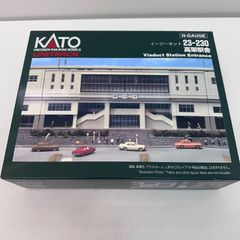 KATO
PRECISION RAILROAD MODELS
UNITRACK
N-GAUGE
イージーキット 23-230
高架駅舎
Viaduct Station Entrance